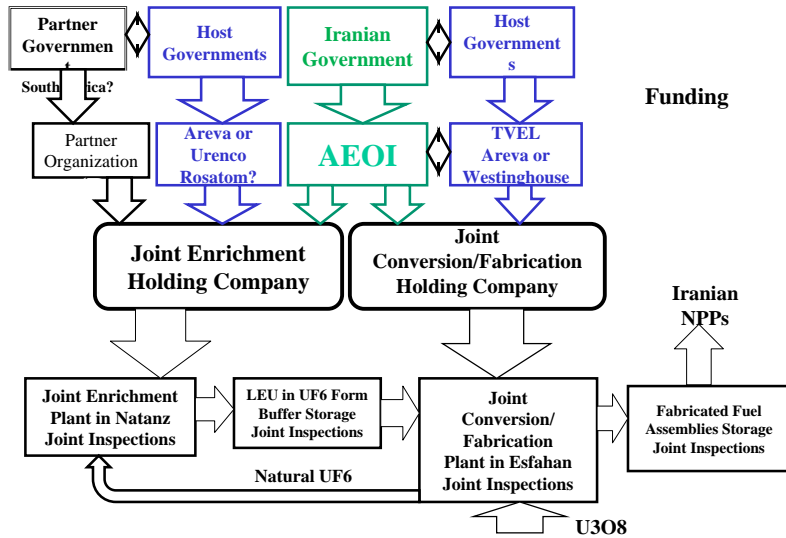 Partner
Governmen
t
South   ica?
Host
Governments
Iranian
Government
Host
Government
s
Funding
Partner
Organization
Areva or
Urenco
Rosatom?
AEOI
TVEL
Areva or
Westinghouse
Joint Enrichment
Holding Company
Joint
Conversion/Fabrication
Holding Company
Iranian
NPPs
Joint Enrichment
Plant in Natanz
Joint Inspections
LEU in UF6 Form
Buffer Storage
Joint Inspections
Joint
Conversion/
Fabrication
Plant in Esfahan
Joint Inspections
Fabricated Fuel
Assemblies Storage
Joint Inspections
Natural UF6
U3O8